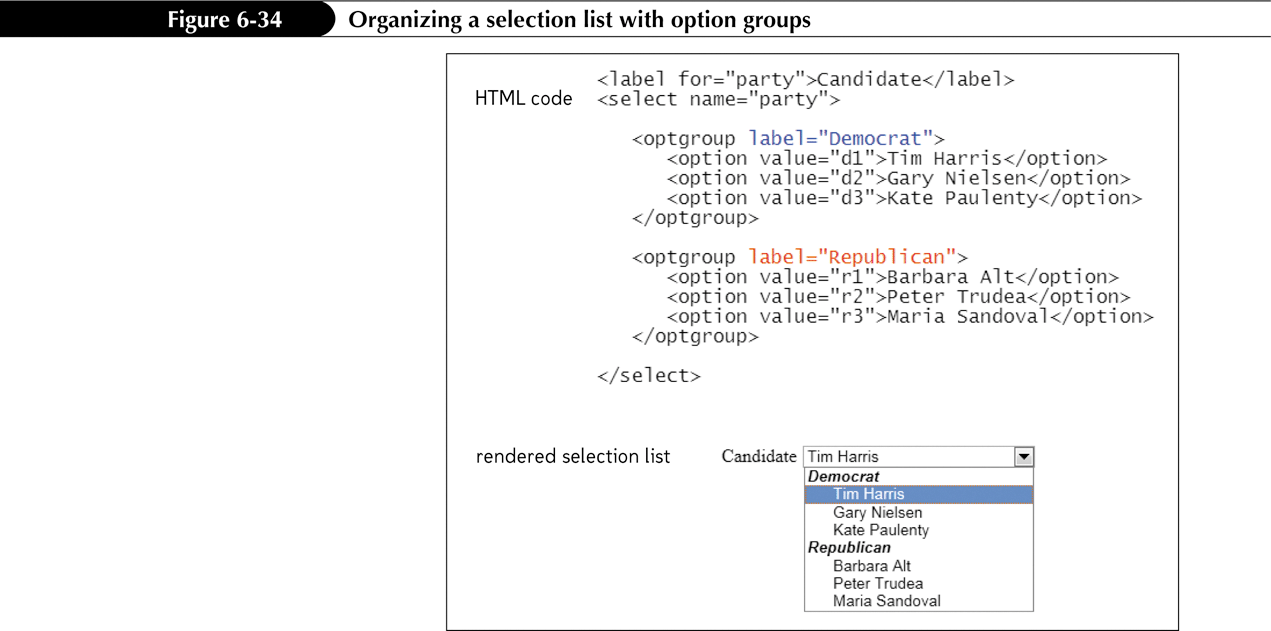 Figure 6-34 Organizing a selection list with option groups
<label for="party">Candidate</label>
HTML code <select name="party">
<optgroup label="Democrat">
<option value="d1">Tim Harris</option>
<option value="d2">Gary Nielsen</option>
<option value="d3">Kate Paulenty</option>
</optgroup>
<optgroup label="Republican">
<option value="r1">Barbara Alt</option>
<option value="r2">Peter Trudea</option>
<option value="r3">Maria Sandoval</option>
</optgroup>
</select>
rendered selection list Candidate Tim Harris
Democrat
Tim Harris
Gary Nielsen
Kate Paulenty
Republican
Barbara Alt
Peter Trudea
Maria Sandoval